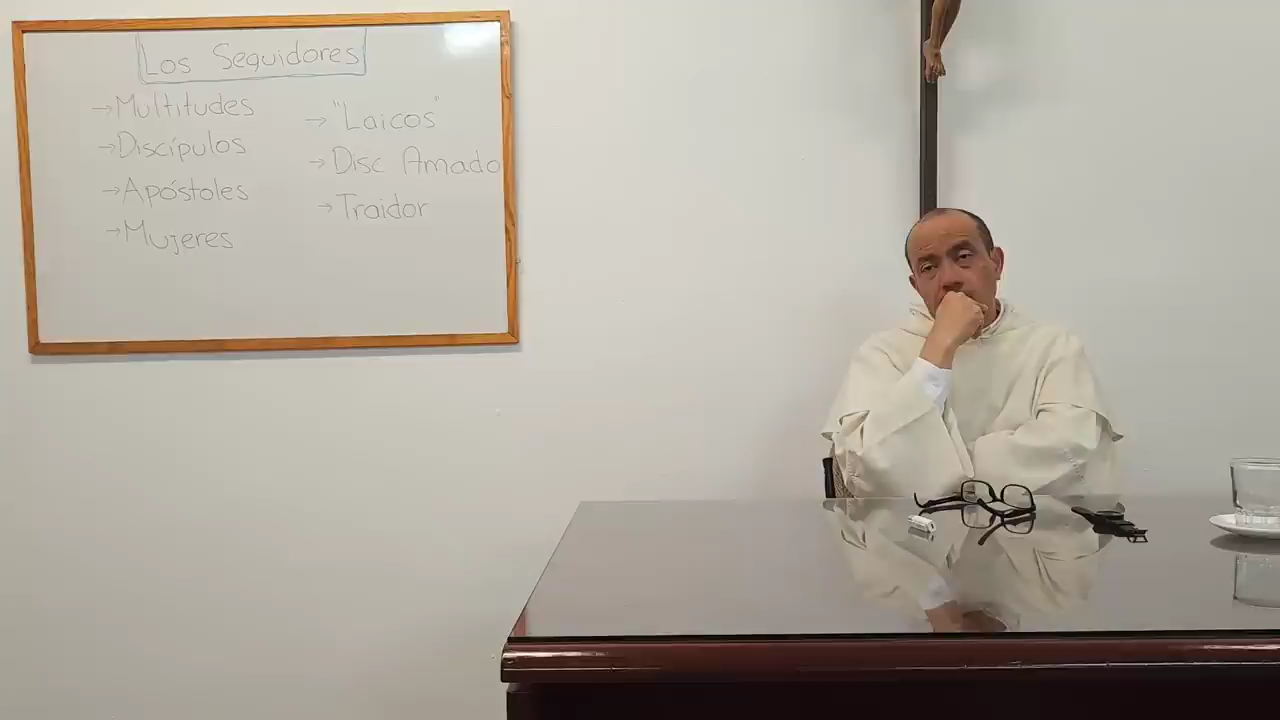 Los Seguidores
→Multitudes
→Discípulos
→Apóstoles
→Mujeres
→"Laicos"
→Disc Amado
→Traidor